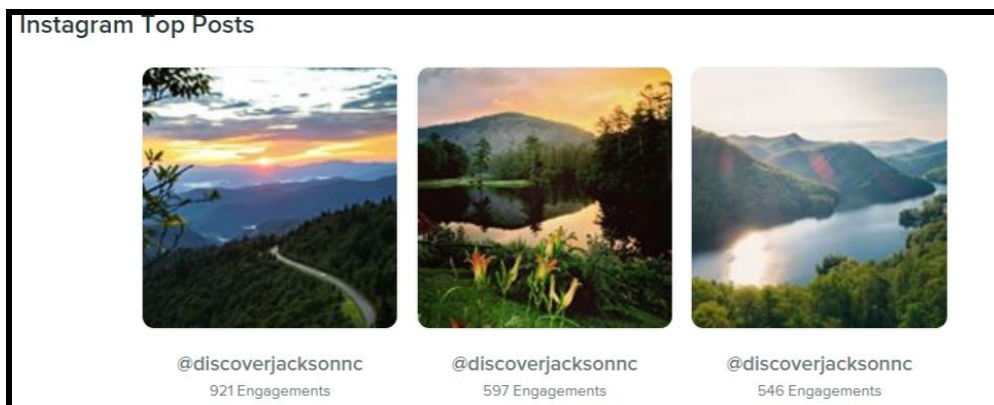 Instagram Top Posts
@discoverjacksonnc
921 Engagements
@discoverjacksonnc
597 Engagements
@discoverjacksonnc
546 Engagements